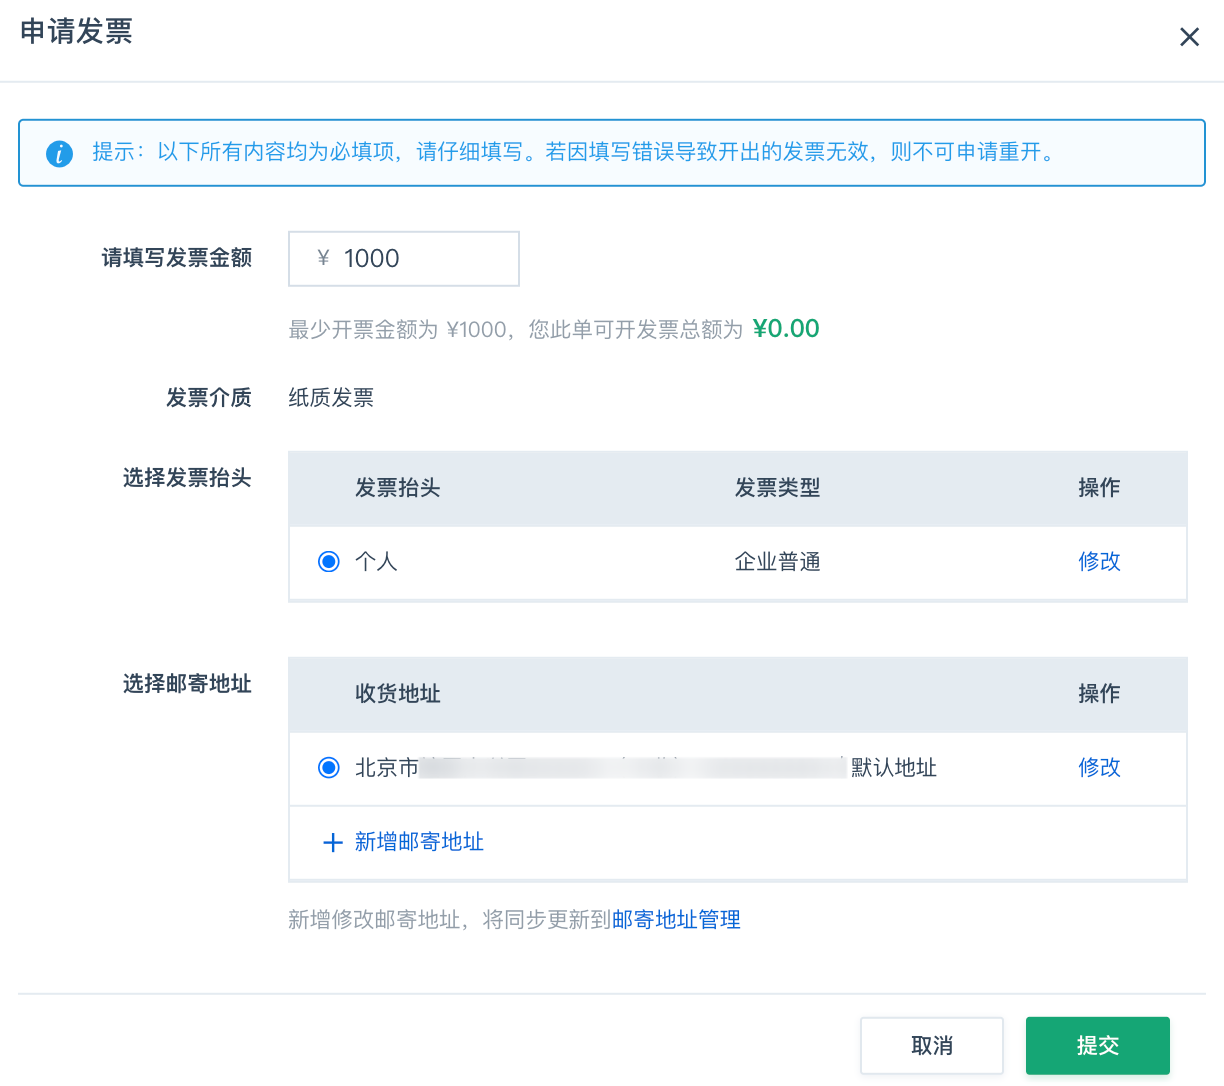 申请发票
提示：以下所有内容均为必填项，请仔细填写。若因填写错误导致开出的发票无效，则不可申请重开。
请填写发票金额 ¥ 1000
最少开票金额为 ¥1000，您此单可开发票总额为 ¥0.00
发票介质 纸质发票
选择发票抬头 发票抬头 发票类型 操作
个人 企业普通 修改
选择邮寄地址 收货地址 操作
北京市 默认地址 修改
+ 新增邮寄地址
新增修改邮寄地址，将同步更新到邮寄地址管理
取消 提交